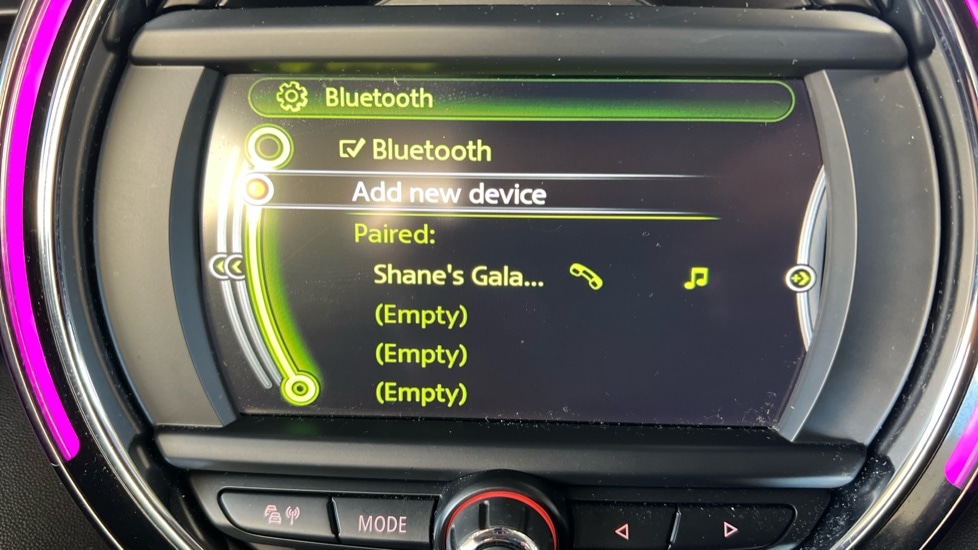 Bluetooth
Bluetooth
Add new device
Paired:
Shane's Gala...
(Empty)
(Empty)
(Empty)
MODE